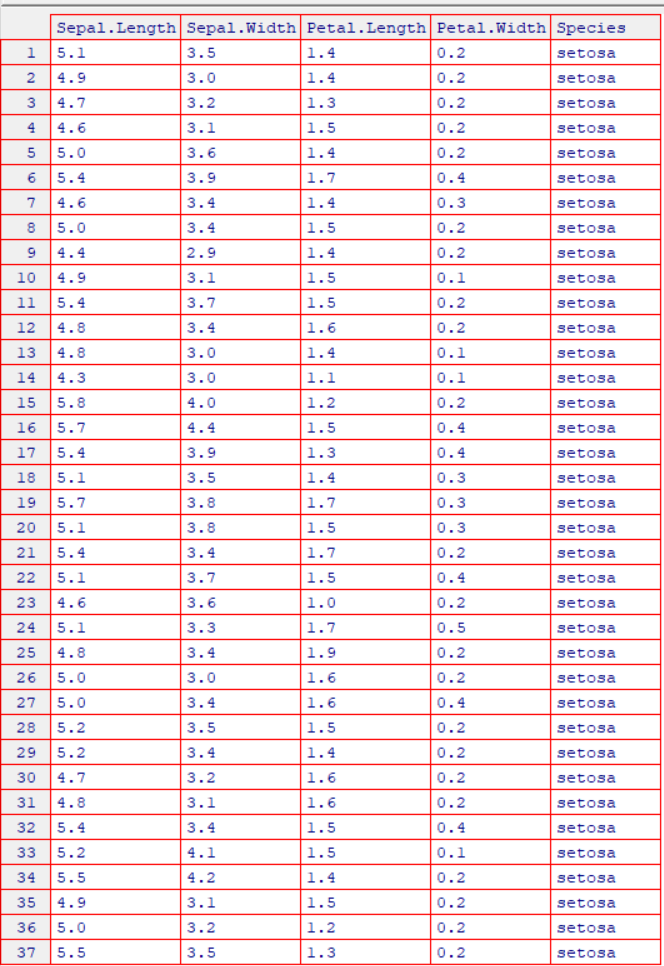 Sepal.Length Sepal.Width Petal.Length Petal.Width Species
1 5.1 3.5 1.4 0.2 setosa
2 4.9 3.0 1.4 0.2 setosa
3 4.7 3.2 1.3 0.2 setosa
4 4.6 3.1 1.5 0.2 setosa
5 5.0 3.6 1.4 0.2 setosa
6 5.4 3.9 1.7 0.4 setosa
7 4.6 3.4 1.4 0.3 setosa
8 5.0 3.4 1.5 0.2 setosa
9 4.4 2.9 1.4 0.2 setosa
10 4.9 3.1 1.5 0.1 setosa
11 5.4 3.7 1.5 0.2 setosa
12 4.8 3.4 1.6 0.2 setosa
13 4.8 3.0 1.4 0.1 setosa
14 4.3 3.0 1.1 0.1 setosa
15 5.8 4.0 1.2 0.2 setosa
16 5.7 4.4 1.5 0.4 setosa
17 5.4 3.9 1.3 0.4 setosa
18 5.1 3.5 1.4 0.3 setosa
19 5.7 3.8 1.7 0.3 setosa
20 5.1 3.8 1.5 0.3 setosa
21 5.4 3.4 1.7 0.2 setosa
22 5.1 3.7 1.5 0.4 setosa
23 4.6 3.6 1.0 0.2 setosa
24 5.1 3.3 1.7 0.5 setosa
25 4.8 3.4 1.9 0.2 setosa
26 5.0 3.0 1.6 0.2 setosa
27 5.0 3.4 1.6 0.4 setosa
28 5.2 3.5 1.5 0.2 setosa
29 5.2 3.4 1.4 0.2 setosa
30 4.7 3.2 1.6 0.2 setosa
31 4.8 3.1 1.6 0.2 setosa
32 5.4 3.4 1.5 0.4 setosa
33 5.2 4.1 1.5 0.1 setosa
34 5.5 4.2 1.4 0.2 setosa
35 4.9 3.1 1.5 0.2 setosa
36 5.0 3.2 1.2 0.2 setosa
37 5.5 3.5 1.3 0.2 setosa